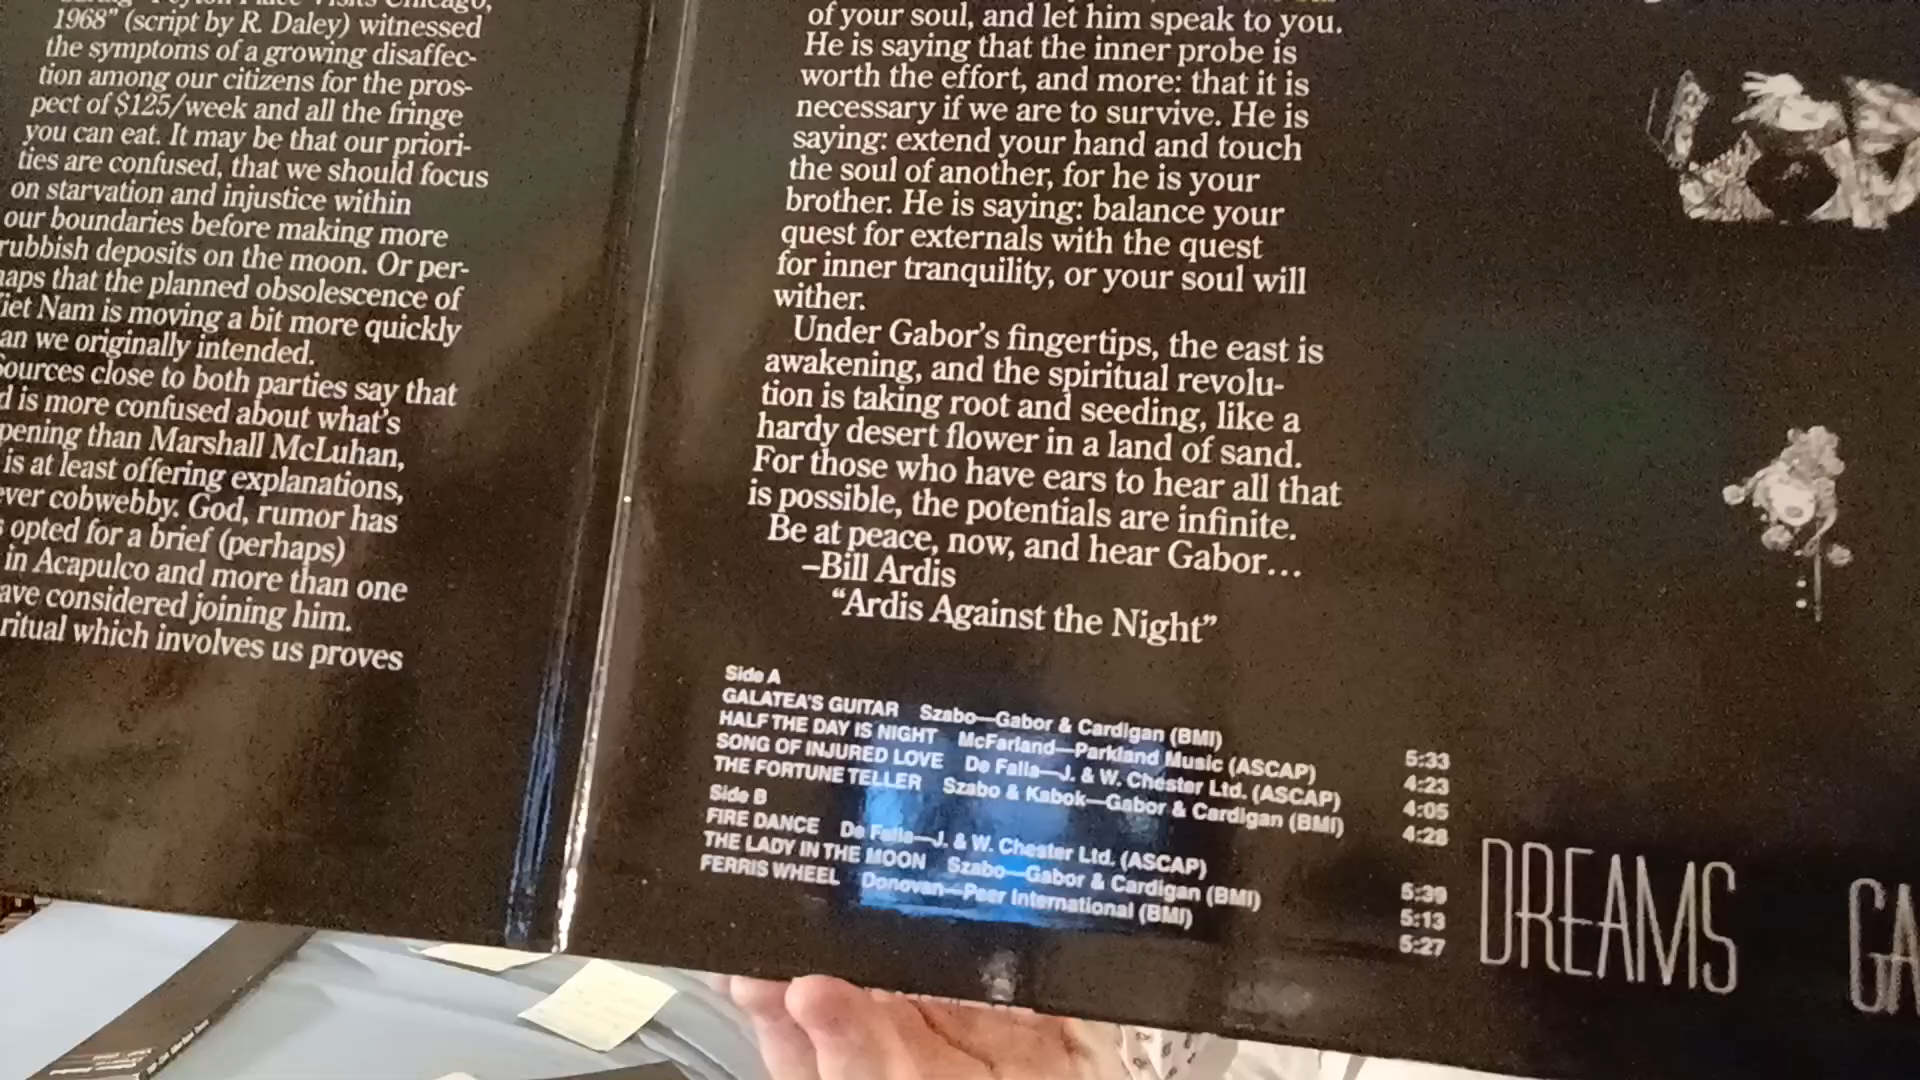 1968" (script by R. Daley) witnessed
the symptoms of a growing disaffec-
tion among our citizens for the pros-
pect of $125/week and all the fringe
you can eat. It may be that our priori-
ties are confused, that we should focus
on starvation and injustice within
our boundaries before making more
rubbish deposits on the moon. Or per-
haps that the planned obsolescence of
iet Nam is moving a bit more quickly
an we originally intended.
Sources close to both parties say that
d is more confused about what's
pening than Marshall McLuhan,
is at least offering explanations,
ever cobwebby. God, rumor has
opted for a brief (perhaps)
in Acapulco and more than one
ave considered joining him.
ritual which involves us proves
of your soul, and let him speak to you.
He is saying that the inner probe is
worth the effort, and more: that it is
necessary if we are to survive. He is
saying: extend your hand and touch
the soul of another, for he is your
brother. He is saying: balance your
quest for externals with the quest
for inner tranquility, or your soul will
wither.
Under Gabor's fingertips, the east is
awakening, and the spiritual revolu-
tion is taking root and seeding, like a
hardy desert flower in a land of sand.
For those who have ears to hear all that
is possible, the potentials are infinite.
Be at peace, now, and hear Gabor...
–Bill Ardis
"Ardis Against the Night"
Side A
GALATEA'S GUITAR Szabo—Gabor & Cardigan (BMI) 5:33
HALF THE DAY IS NIGHT McFarland—Parkland Music (ASCAP) 4:23
SONG OF INJURED LOVE De Falla—J. & W. Chester Ltd. (ASCAP) 4:05
THE FORTUNE TELLER Szabo & Kabok—Gabor & Cardigan (BMI) 4:28
Side B
FIRE DANCE De Falla—J. & W. Chester Ltd. (ASCAP) 5:39
THE LADY IN THE MOON Szabo—Gabor & Cardigan (BMI) 5:13
FERRIS WHEEL Donovan—Peer International (BMI) 5:27
DREAMS GA